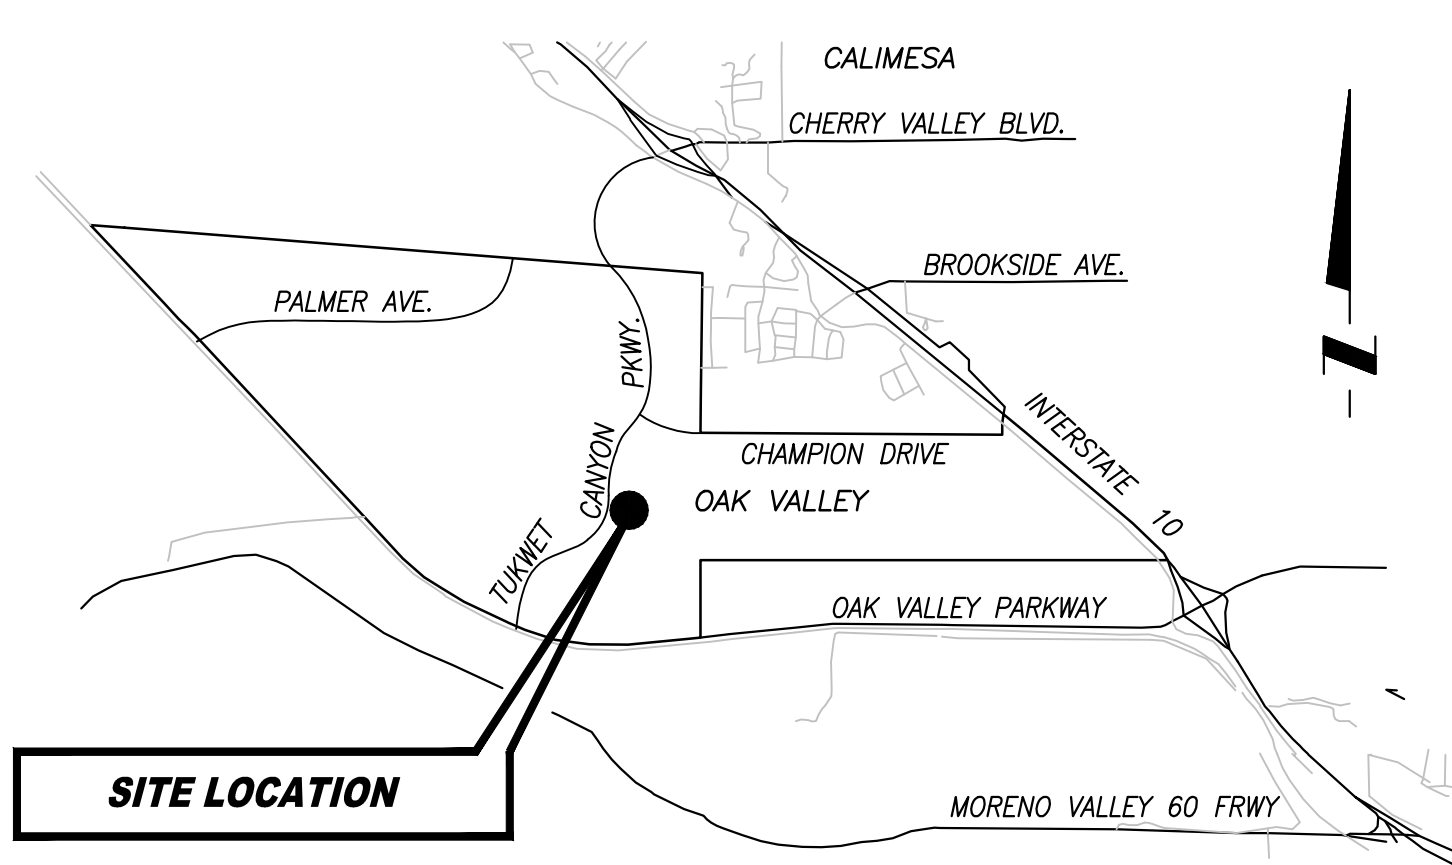 CALIMESA
CHERRY VALLEY BLVD.
BROOKSIDE AVE.
PALMER AVE.
TUKWET CANYON PKWY.
N
INTERSTATE 10
CHAMPION DRIVE
OAK VALLEY
OAK VALLEY PARKWAY
SITE LOCATION
MORENO VALLEY 60 FRWY